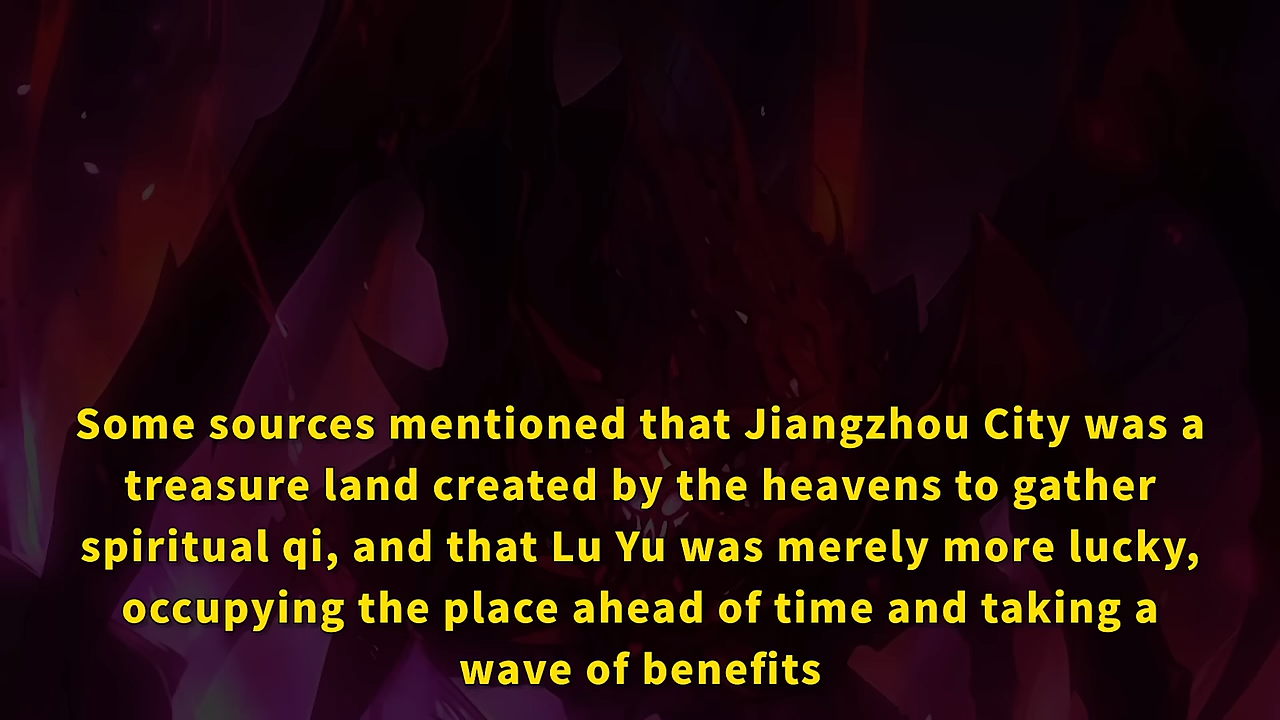 Some sources mentioned that Jiangzhou City was a
treasure land created by the heavens to gather
spiritual qi, and that Lu Yu was merely more lucky,
occupying the place ahead of time and taking a
wave of benefits